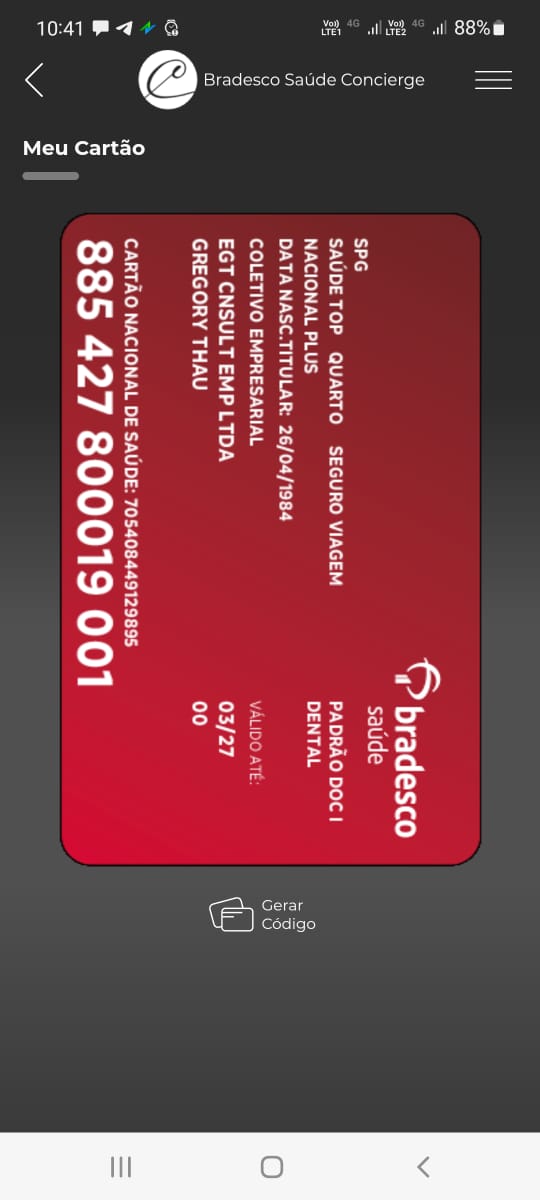 10:41
Vo)) LTE1 4G Vo)) LTE2 4G 88%
Bradesco Saúde Concierge
Meu Cartão
bradesco
saúde
SPG
SAÚDE TOP QUARTO SEGURO VIAGEM PADRÃO DOC I
NACIONAL PLUS DENTAL
DATA NASC.TITULAR: 26/04/1984
COLETIVO EMPRESARIAL VÁLIDO ATÉ:
EGT CNSULT EMP LTDA 03/27
GREGORY THAU 00
CARTÃO NACIONAL DE SAÚDE: 705408449129895
885 427 800019 001
Gerar
Código